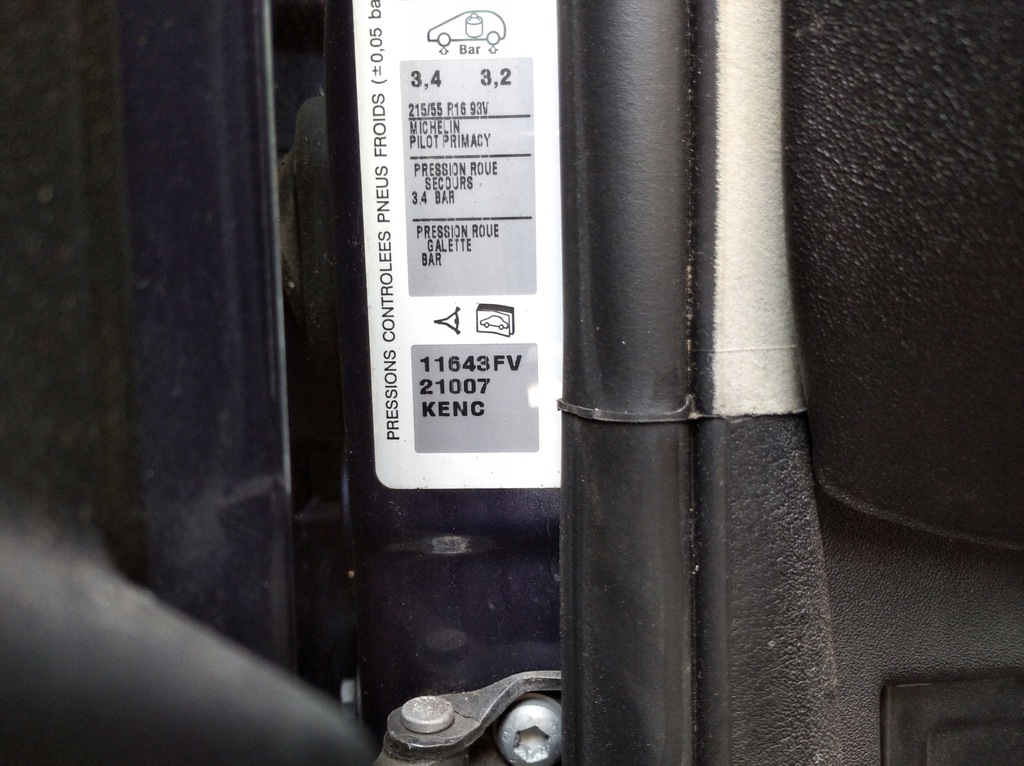 Bar
3,4 3,2
215/55 R16 93V
MICHELIN
PILOT PRIMACY
PRESSION ROUE
SECOURS
3,4 BAR
PRESSION ROUE
GALETTE
BAR
11643FV
21007
KENC
PRESSIONS CONTROLEES PNEUS FROIDS (±0,05 ba